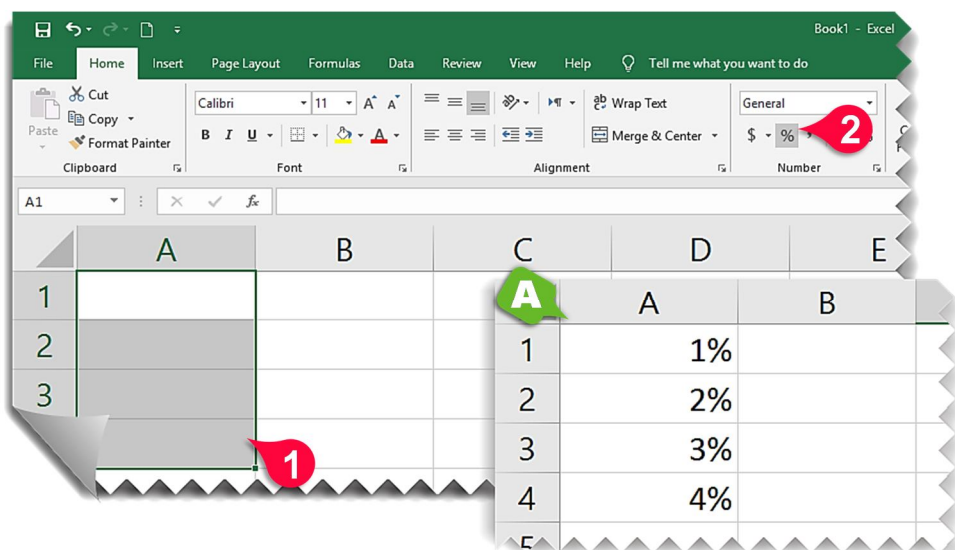 Book1 - Excel
File Home Insert Page Layout Formulas Data Review View Help Tell me what you want to do
Cut
Copy
Format Painter
Paste
Calibri 11 A A
B I U A
ab Wrap Text
Merge & Center
General
$ % 2
Clipboard Font Alignment Number
A1 fx
A B C D E
1
2
3
1
A
A B
1 1%
2 2%
3 3%
4 4%
5